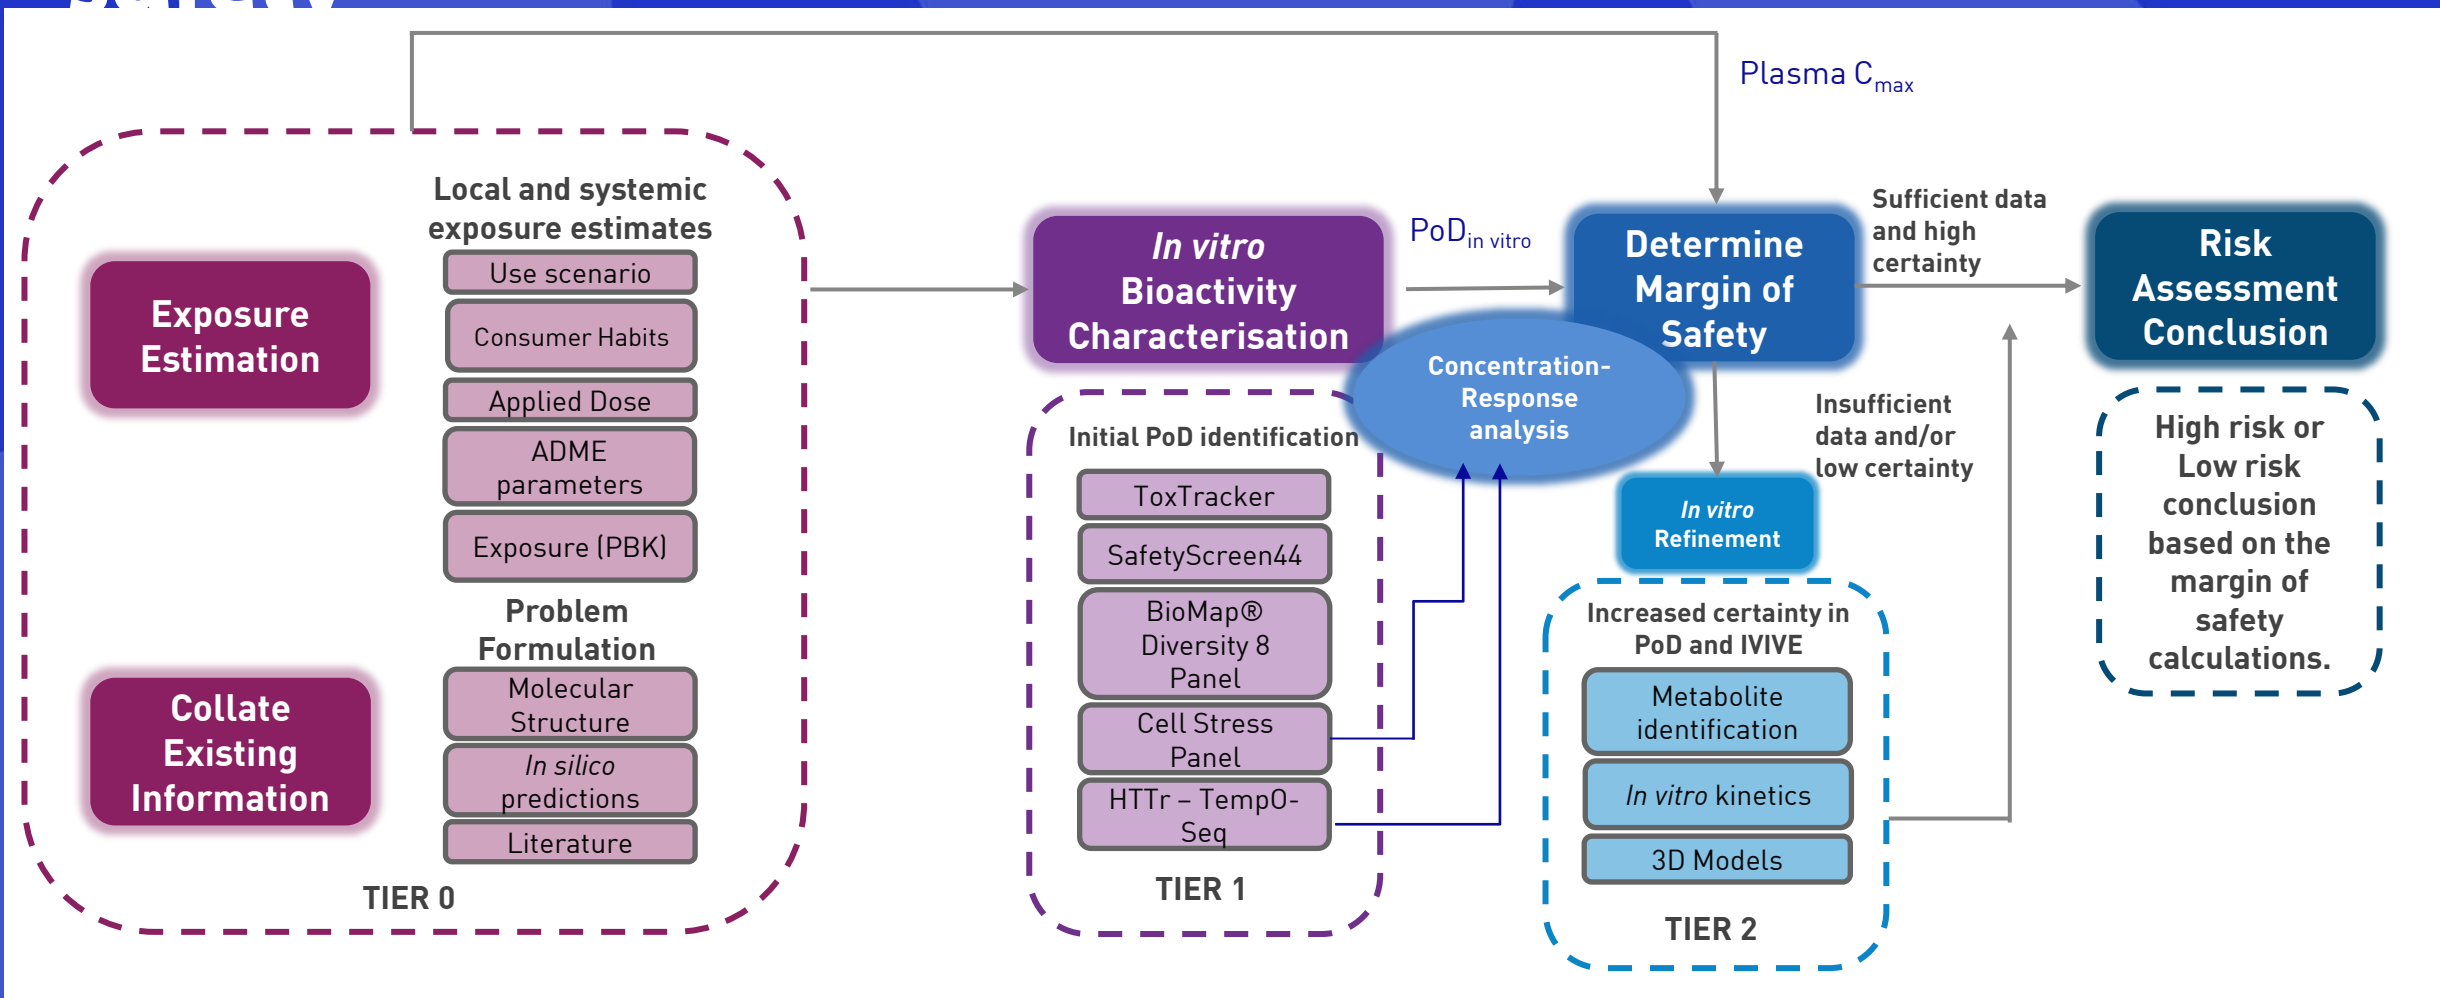 Plasma Cmax
Local and systemic
exposure estimates
Exposure
Estimation
Use scenario
Consumer Habits
Applied Dose
ADME
parameters
Exposure (PBK)
Problem
Formulation
Collate
Existing
Information
Molecular
Structure
In silico
predictions
Literature
TIER 0
In vitro
Bioactivity
Characterisation
PoDin vitro
Initial PoD identification
ToxTracker
SafetyScreen44
BioMap®
Diversity 8
Panel
Cell Stress
Panel
HTTr – TempO-
Seq
TIER 1
Concentration-
Response
analysis
Determine
Margin of
Safety
Sufficient data
and high
certainty
Insufficient
data and/or
low certainty
In vitro
Refinement
Increased certainty in
PoD and IVIVE
Metabolite
identification
In vitro kinetics
3D Models
TIER 2
Risk
Assessment
Conclusion
High risk or
Low risk
conclusion
based on the
margin of
safety
calculations.